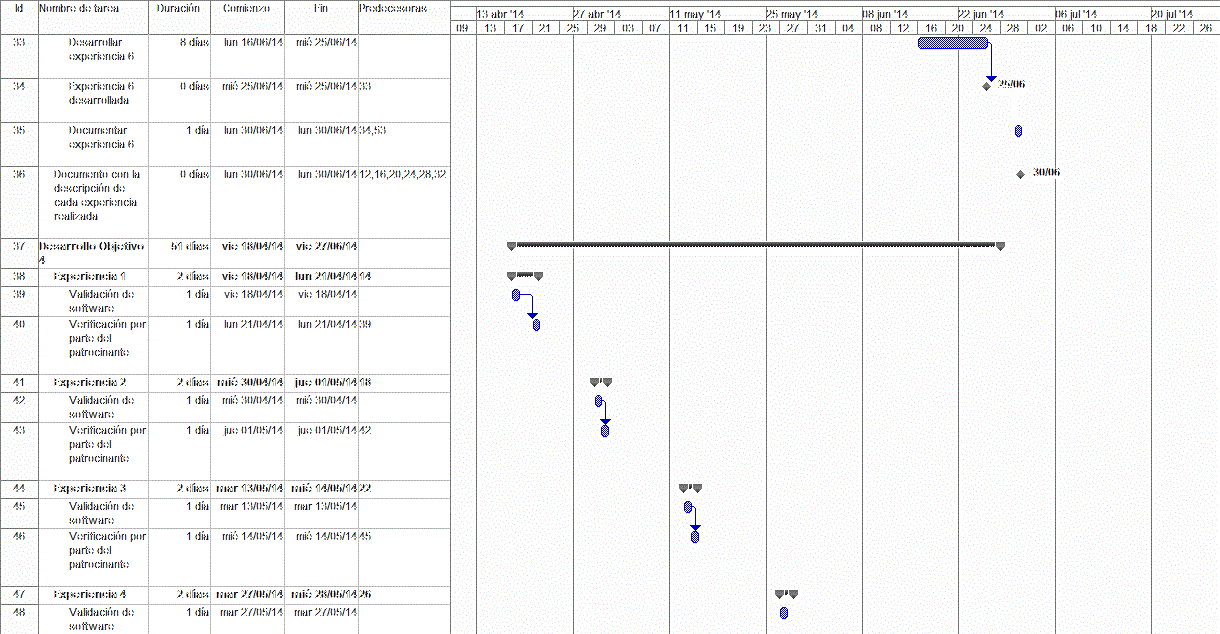 Id Nombre de tarea Duración Comienzo Fin Predecesoras
13 abr '14 27 abr '14 11 may '14 25 may '14 08 jun '14 22 jun '14 06 jul '14 20 jul '14
09 13 17 21 25 29 03 07 11 15 19 23 27 31 04 08 12 16 20 24 28 02 06 10 14 18 22 26
33 Desarrollar 8 días lun 16/06/14 mié 25/06/14
experiencia 6
34 Experiencia 6 0 días mié 25/06/14 mié 25/06/14 33 25/06
desarrollada
35 Documentar 1 día lun 30/06/14 lun 30/06/14 34,53
experiencia 6
36 Documento con la 0 días lun 30/06/14 lun 30/06/14 12,16,20,24,28,32 30/06
descripción de
cada experiencia
realizada
37 Desarrollo Objetivo 51 días vie 18/04/14 vie 27/06/14
4
38 Experiencia 1 2 días vie 18/04/14 lun 21/04/14 14
39 Validación de 1 día vie 18/04/14 vie 18/04/14
software
40 Verificación por 1 día lun 21/04/14 lun 21/04/14 39
parte del
patrocinante
41 Experiencia 2 2 días mié 30/04/14 jue 01/05/14 18
42 Validación de 1 día mié 30/04/14 mié 30/04/14
software
43 Verificación por 1 día jue 01/05/14 jue 01/05/14 42
parte del
patrocinante
44 Experiencia 3 2 días mar 13/05/14 mié 14/05/14 22
45 Validación de 1 día mar 13/05/14 mar 13/05/14
software
46 Verificación por 1 día mié 14/05/14 mié 14/05/14 45
parte del
patrocinante
47 Experiencia 4 2 días mar 27/05/14 mié 28/05/14 26
48 Validación de 1 día mar 27/05/14 mar 27/05/14
software